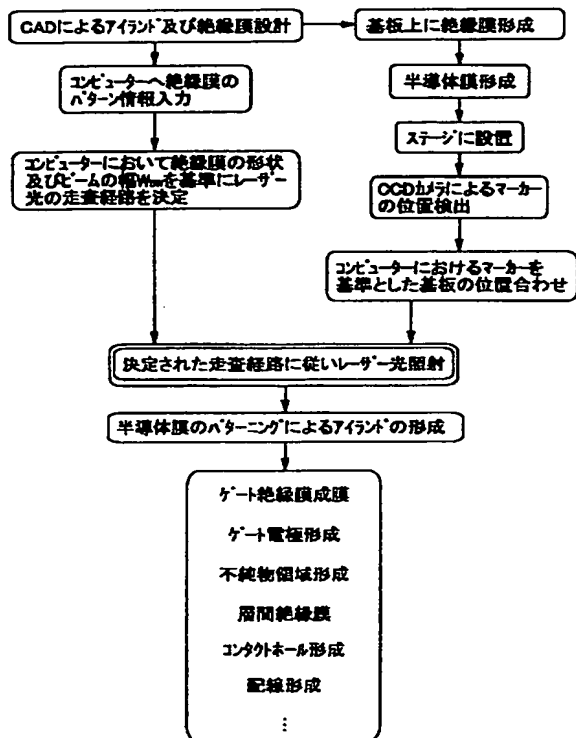 CADによるアイランド及び絶縁膜設計
基板上に絶縁膜形成
コンピューターへ絶縁膜の
パターン情報入力
半導体膜形成
ステージに設置
コンピューターにおいて絶縁膜の形状
及びビームの幅を基準にレーザー
光の走査経路を決定
CCDカメラによるマーカー
の位置検出
コンピューターにおけるマーカーを
基準とした基板の位置合わせ
決定された走査経路に従いレーザー光照射
半導体膜のパターニングによるアイランドの形成
ゲート絶縁膜成膜
ゲート電極形成
不純物領域形成
層間絶縁膜
コンタクトホール形成
配線形成
⋮